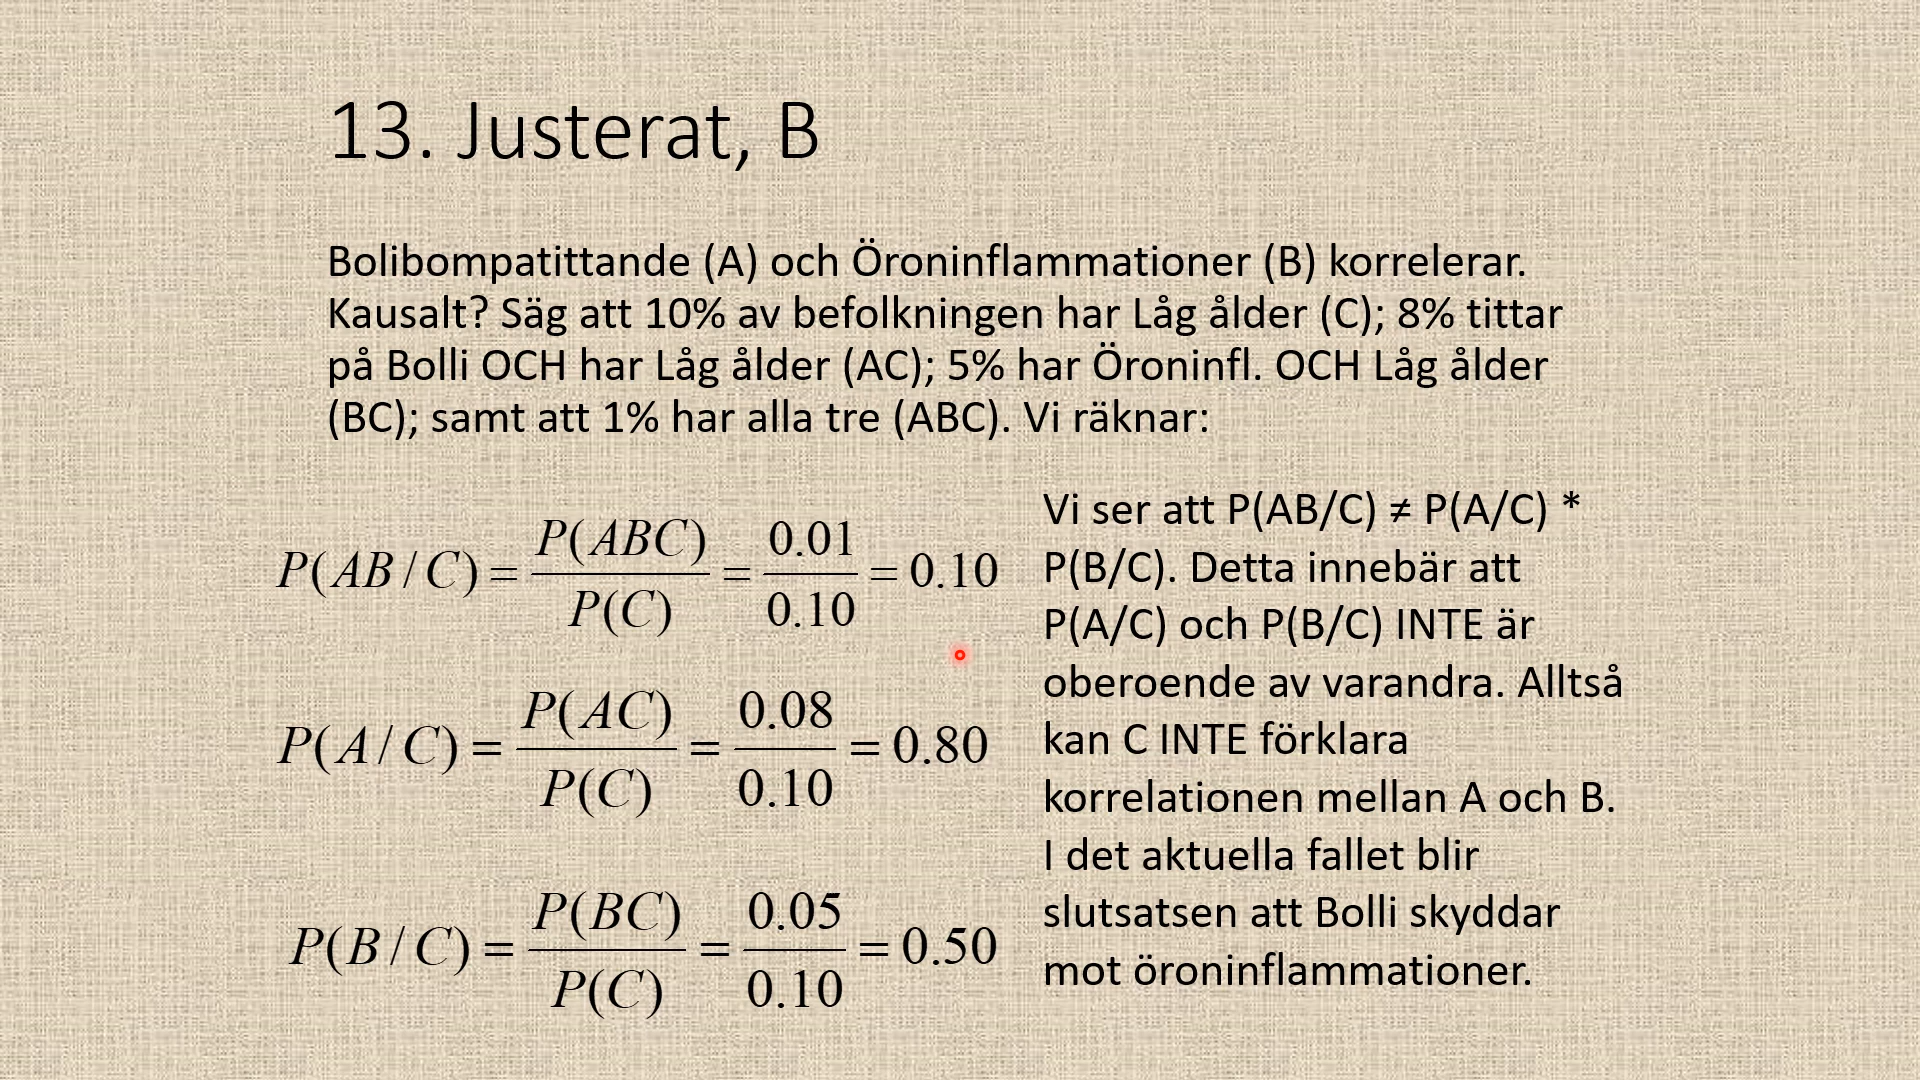 13. Justerat, B
Bolibompatittande (A) och Öroninflammationer (B) korrelerar.
Kausalt? Säg att 10% av befolkningen har Låg ålder (C); 8% tittar
på Bolli OCH har Låg ålder (AC); 5% har Öroninfl. OCH Låg ålder
(BC); samt att 1% har alla tre (ABC). Vi räknar:
P(AB/C) = P(ABC)/P(C) = 0.01/0.10 = 0.10
P(A/C) = P(AC)/P(C) = 0.08/0.10 = 0.80
P(B/C) = P(BC)/P(C) = 0.05/0.10 = 0.50
Vi ser att P(AB/C) ≠ P(A/C) *
P(B/C). Detta innebär att
P(A/C) och P(B/C) INTE är
oberoende av varandra. Alltså
kan C INTE förklara
korrelationen mellan A och B.
I det aktuella fallet blir
slutsatsen att Bolli skyddar
mot öroninflammationer.